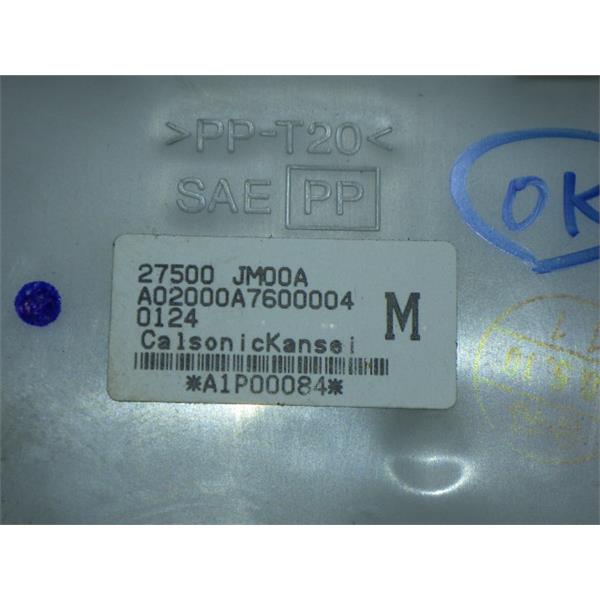 >PP-T20<
SAE PP
OK
27500 JM00A
A02000A7600004
0124
M
CalsonicKansei
*A1P00084*